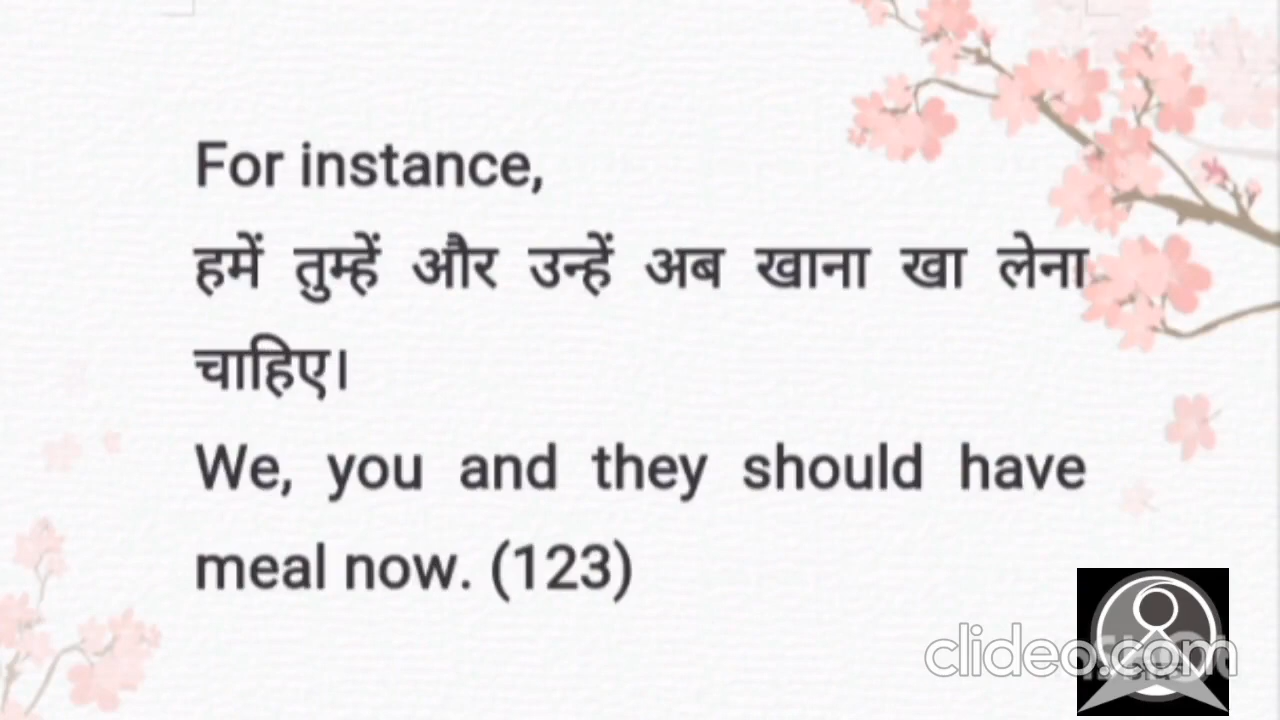 For instance,
हमें तुम्हें और उन्हें अब खाना खा लेना
चाहिए।
We, you and they should have
meal now. (123)
clideo.com